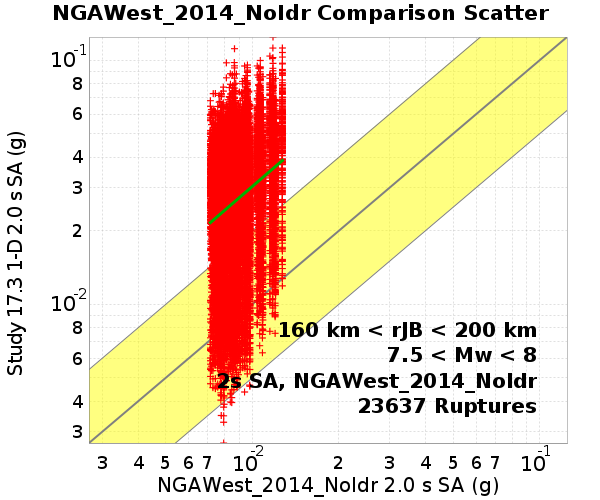 NGAWest_2014_NoIdr Comparison Scatter
10-1
8
6
4
3
2
10-2
8
6
4
3
Study 17.3 1-D 2.0 s SA (g)
160 km < rJB < 200 km
7.5 < Mw < 8
2s SA, NGAWest_2014_NoIdr
23637 Ruptures
3 4 5 6 7 10-2 2 3 4 5 6 7 10-1
NGAWest_2014_NoIdr 2.0 s SA (g)